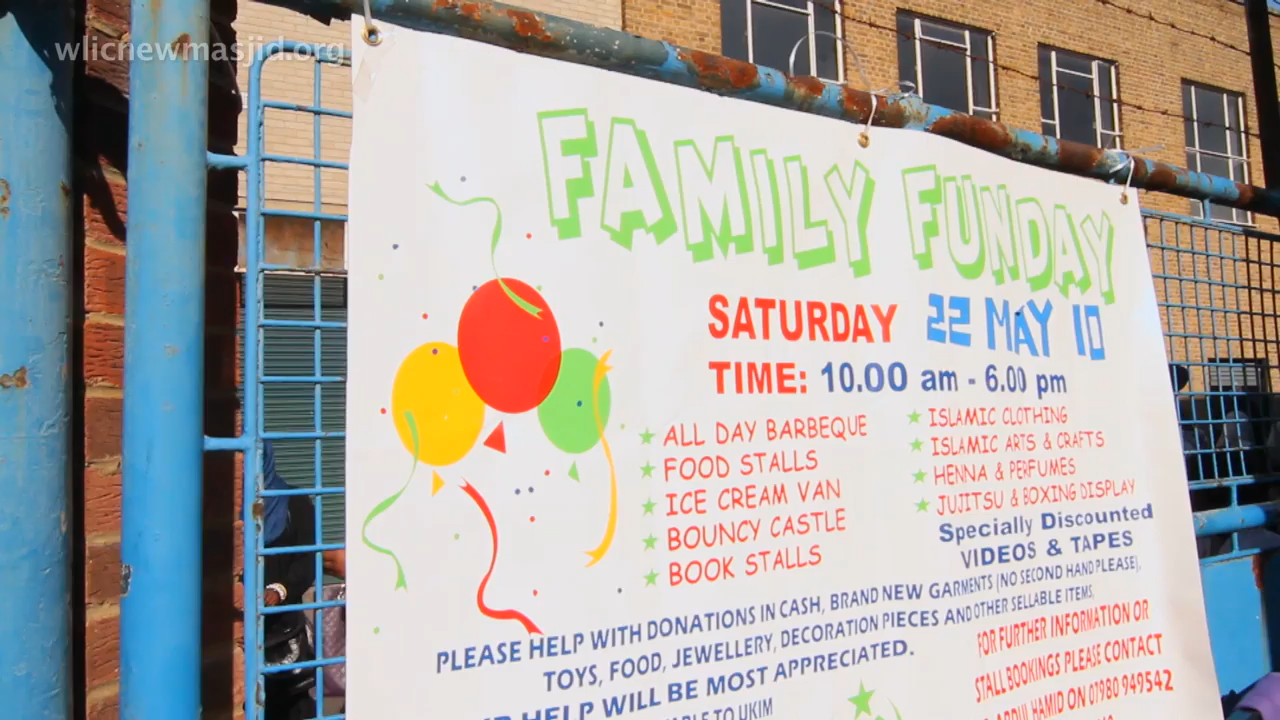 wlicnewmasjid.org
FAMILY FUNDAY
SATURDAY 22 MAY 10
TIME: 10.00 am - 6.00 pm
ALL DAY BARBEQUE
FOOD STALLS
ICE CREAM VAN
BOUNCY CASTLE
BOOK STALLS
ISLAMIC CLOTHING
ISLAMIC ARTS & CRAFTS
HENNA & PERFUMES
JUJITSU & BOXING DISPLAY
Specially Discounted
VIDEOS & TAPES
PLEASE HELP WITH DONATIONS IN CASH, BRAND NEW GARMENTS (NO SECOND HAND PLEASE),
TOYS, FOOD, JEWELLERY, DECORATION PIECES AND OTHER SELLABLE ITEMS,
HELP WILL BE MOST APPRECIATED.
TO UKIM
FOR FURTHER INFORMATION OR
STALL BOOKINGS PLEASE CONTACT
ABDUL HAMID ON 07980 949542